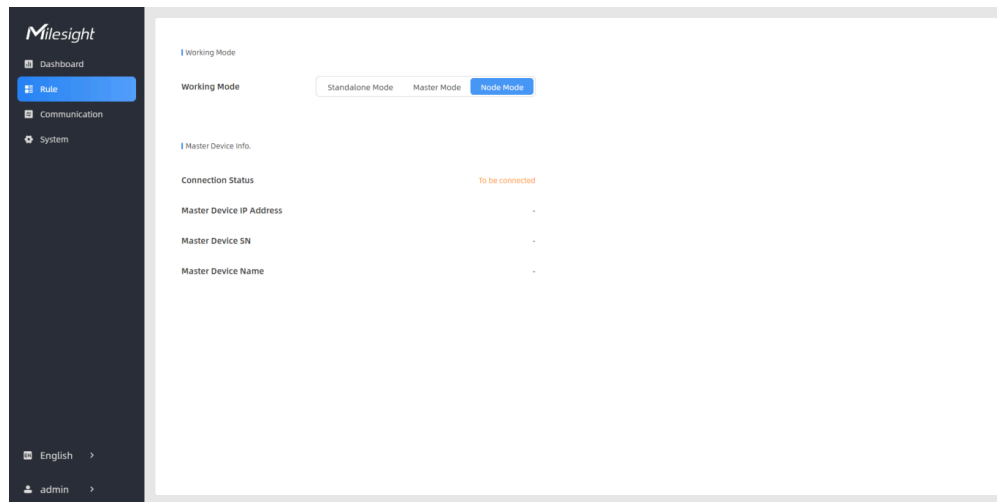 Milesight
Dashboard
Rule
Communication
System
EN English >
admin >
Working Mode
Working Mode Standalone Mode Master Mode Node Mode
Master Device Info.
Connection Status To be connected
Master Device IP Address -
Master Device SN -
Master Device Name -